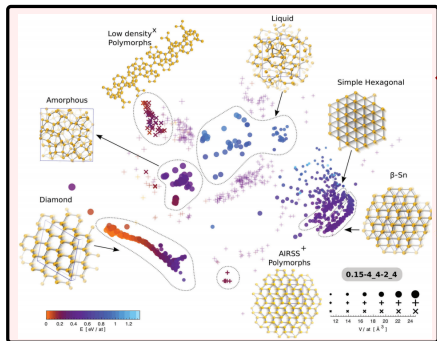 Low density x
Polymorphs
Liquid
Simple Hexagonal
Amorphous
β-Sn
Diamond
AIRSS +
Polymorphs
0.15-4_4-2_4
0 0.2 0.4 0.6 0.8 1 1.2
E [ eV / at ]
12 14 16 18 20 22 24
V/ at [ Å ³ ]